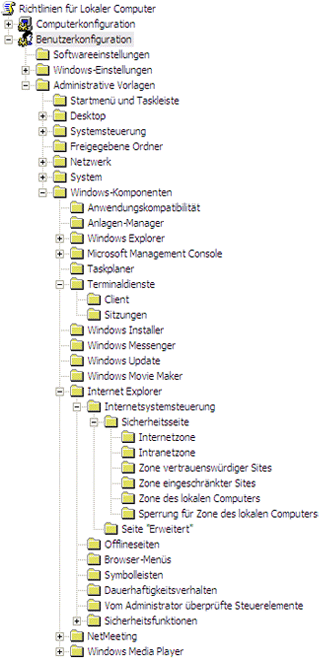 Richtlinien für Lokaler Computer
Computerkonfiguration
Benutzerkonfiguration
Softwareeinstellungen
Windows-Einstellungen
Administrative Vorlagen
Startmenü und Taskleiste
Desktop
Systemsteuerung
Freigegebene Ordner
Netzwerk
System
Windows-Komponenten
Anwendungskompatibilität
Anlagen-Manager
Windows Explorer
Microsoft Management Console
Taskplaner
Terminaldienste
Client
Sitzungen
Windows Installer
Windows Messenger
Windows Update
Windows Movie Maker
Internet Explorer
Internetsystemsteuerung
Sicherheitsseite
Internetzone
Intranetzone
Zone vertrauenswürdiger Sites
Zone eingeschränkter Sites
Zone des lokalen Computers
Sperrung für Zone des lokalen Computers
Seite "Erweitert"
Offlineseiten
Browser-Menüs
Symbolleisten
Dauerhaftigkeitsverhalten
Vom Administrator überprüfte Steuerelemente
Sicherheitsfunktionen
NetMeeting
Windows Media Player